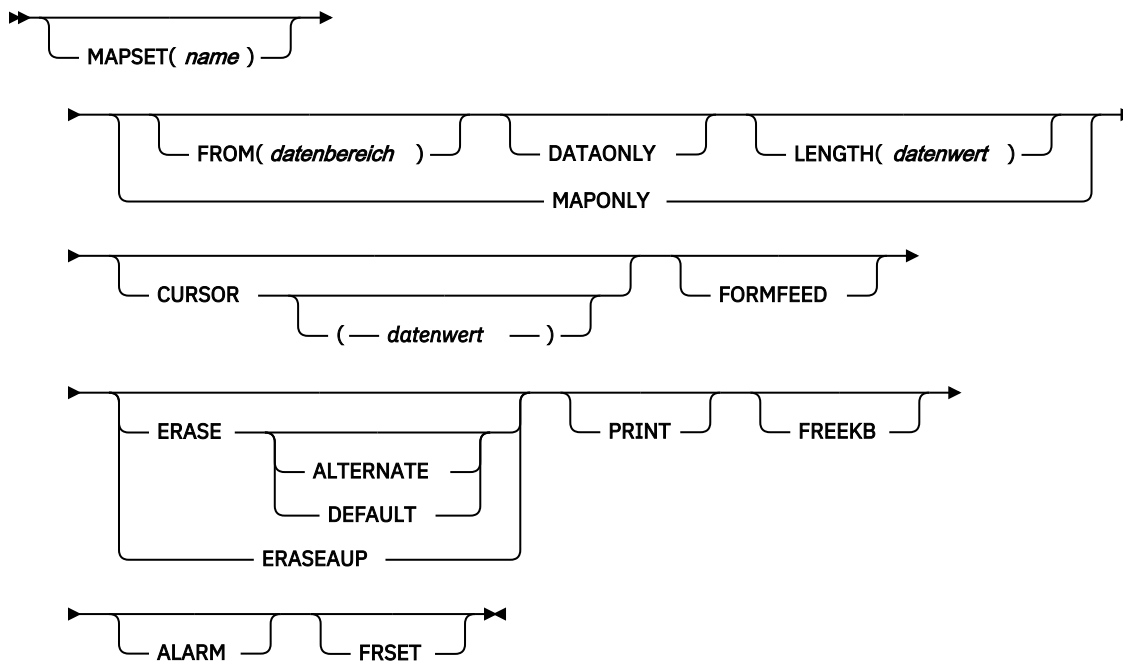 MAPSET( name )
FROM( datenbereich ) DATAONLY LENGTH( datenwert )
MAPONLY
CURSOR FORMFEED
( datenwert )
ERASE PRINT FREEKB
ALTERNATE
DEFAULT
ERASEAUP
ALARM FRSET